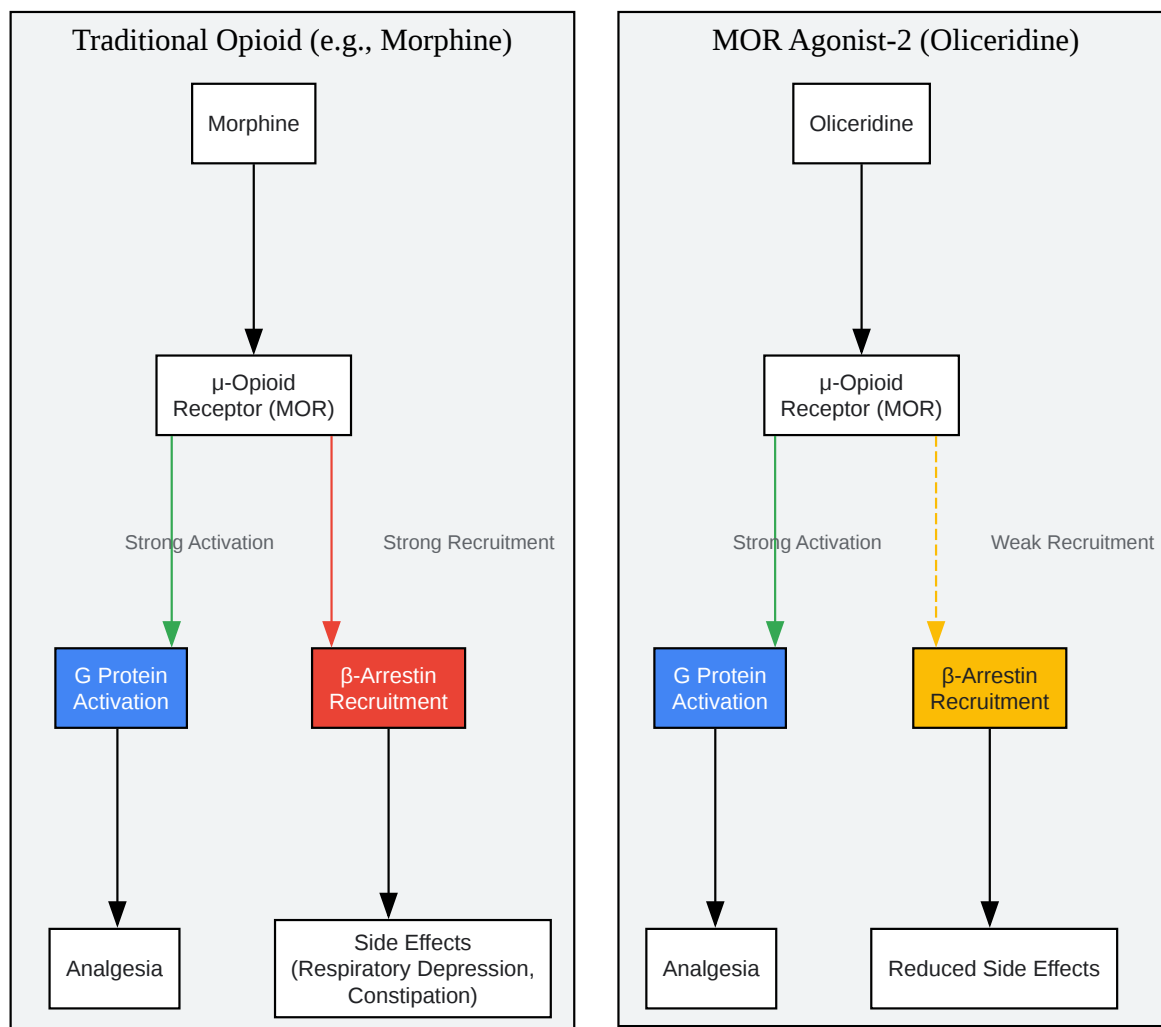 Traditional Opioid (e.g., Morphine)
Morphine
μ-Opioid
Receptor (MOR)
Strong Activation
Strong Recruitment
G Protein
Activation
β-Arrestin
Recruitment
Analgesia
Side Effects
(Respiratory Depression,
Constipation)
MOR Agonist-2 (Oliceridine)
Oliceridine
μ-Opioid
Receptor (MOR)
Strong Activation
Weak Recruitment
G Protein
Activation
β-Arrestin
Recruitment
Analgesia
Reduced Side Effects